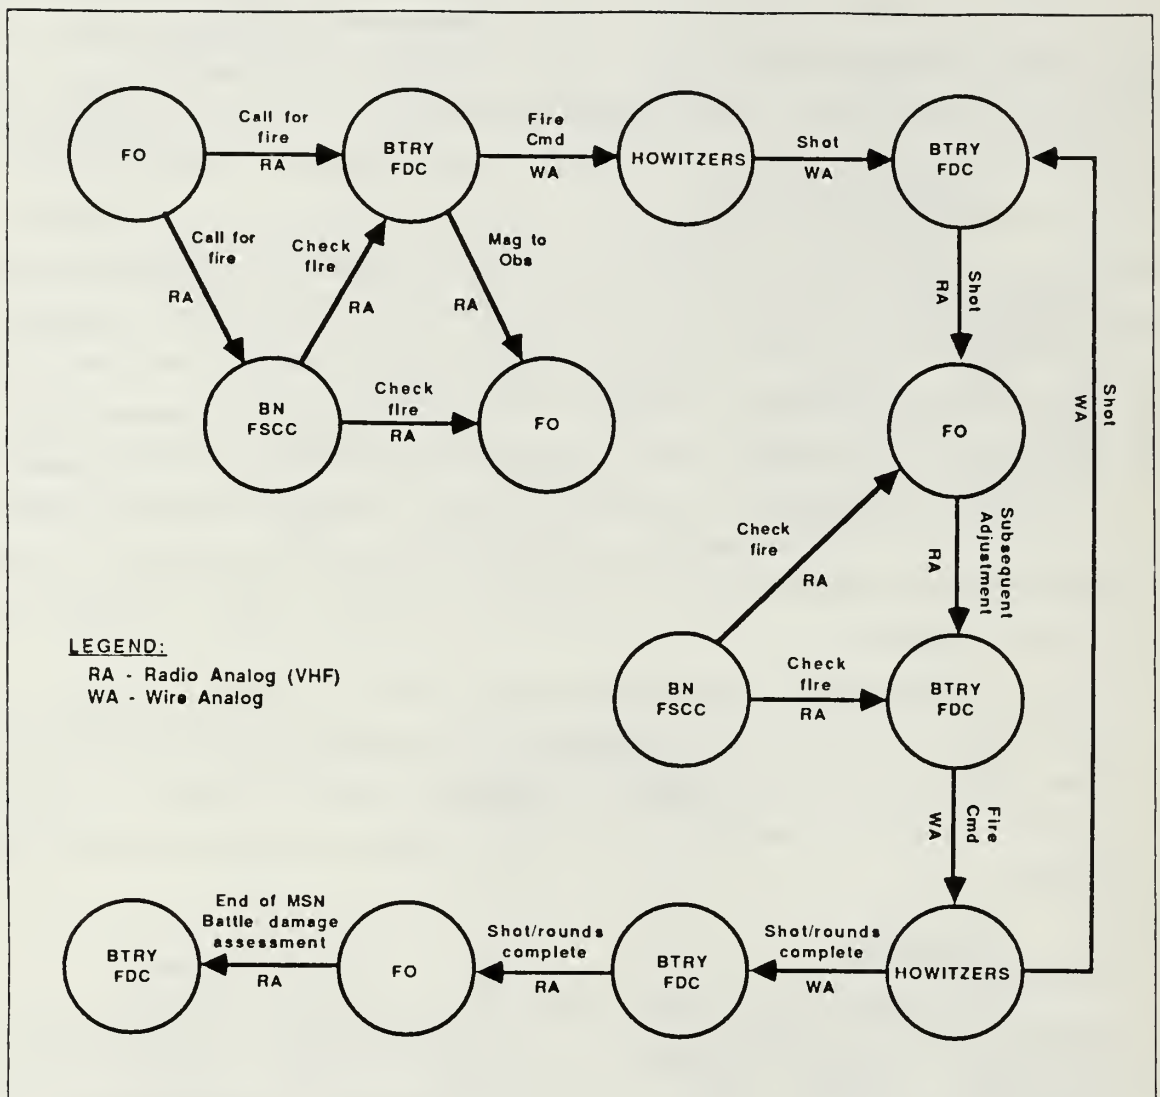 FO
Call for
fire
RA
BTRY
FDC
Fire
Cmd
WA
HOWITZERS
Shot
WA
BTRY
FDC
Call for
fire
RA
Check
fire
RA
Mag to
Obs
RA
Shot
RA
BN
FSCC
Check
fire
RA
FO
FO
Shot
WA
Check
fire
RA
Subsequent
Adjustment
RA
LEGEND:
RA - Radio Analog (VHF)
WA - Wire Analog
BN
FSCC
Check
fire
RA
BTRY
FDC
Fire
Cmd
WA
BTRY
FDC
End of MSN
Battle damage
assessment
RA
FO
Shot/rounds
complete
RA
BTRY
FDC
Shot/rounds
complete
WA
HOWITZERS